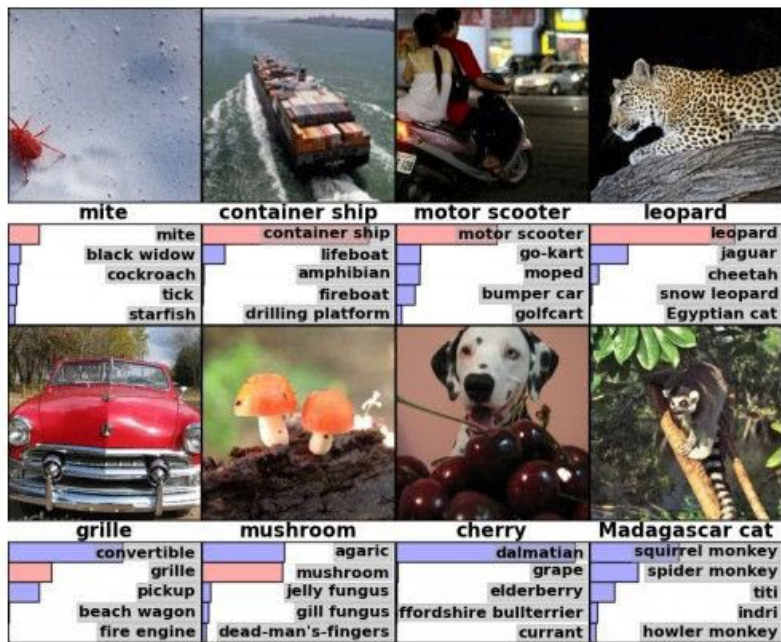 mite
container ship
motor scooter
leopard
mite
black widow
cockroach
tick
starfish
container ship
lifeboat
amphibian
fireboat
drilling platform
motor scooter
go-kart
moped
bumper car
golfcart
leopard
jaguar
cheetah
snow leopard
Egyptian cat
grille
mushroom
cherry
Madagascar cat
convertible
grille
pickup
beach wagon
fire engine
agaric
mushroom
jelly fungus
gill fungus
dead-man's-fingers
dalmatian
grape
elderberry
ffordshire bullterrier
currant
squirrel monkey
spider monkey
titi
indri
howler monkey